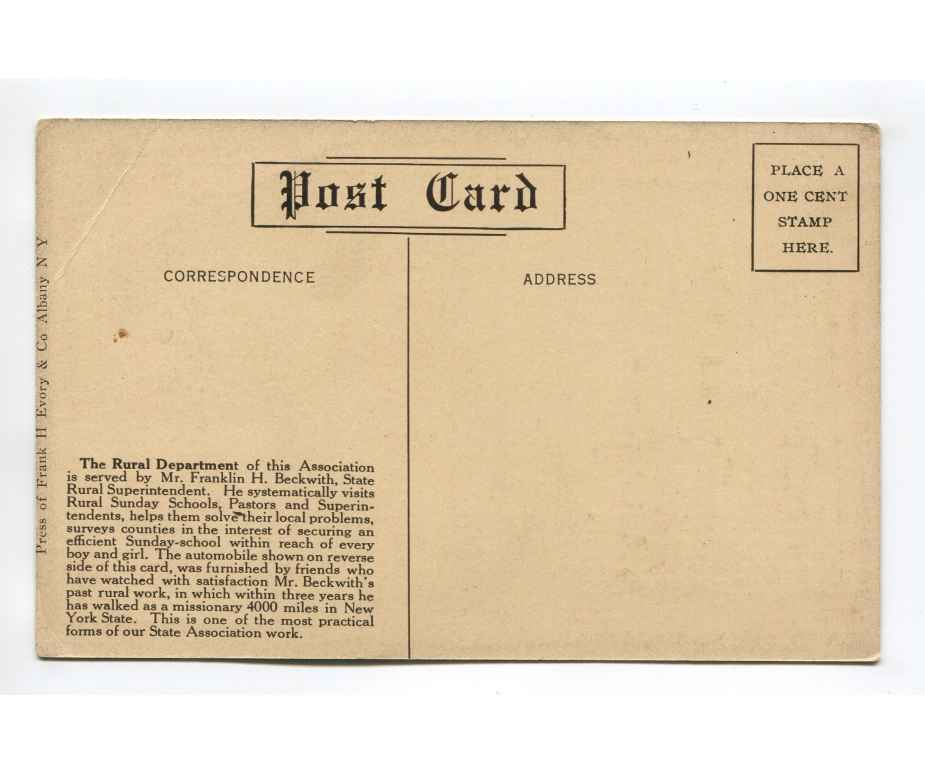 Post Card
PLACE A
ONE CENT
STAMP
HERE.
CORRESPONDENCE
ADDRESS
Press of Frank H Evory & Co Albany N Y
The Rural Department of this Association
is served by Mr. Franklin H. Beckwith, State
Rural Superintendent. He systematically visits
Rural Sunday Schools, Pastors and Superin-
tendents, helps them solve their local problems,
surveys counties in the interest of securing an
efficient Sunday-school within reach of every
boy and girl. The automobile shown on reverse
side of this card, was furnished by friends who
have watched with satisfaction Mr. Beckwith's
past rural work, in which within three years he
has walked as a missionary 4000 miles in New
York State. This is one of the most practical
forms of our State Association work.